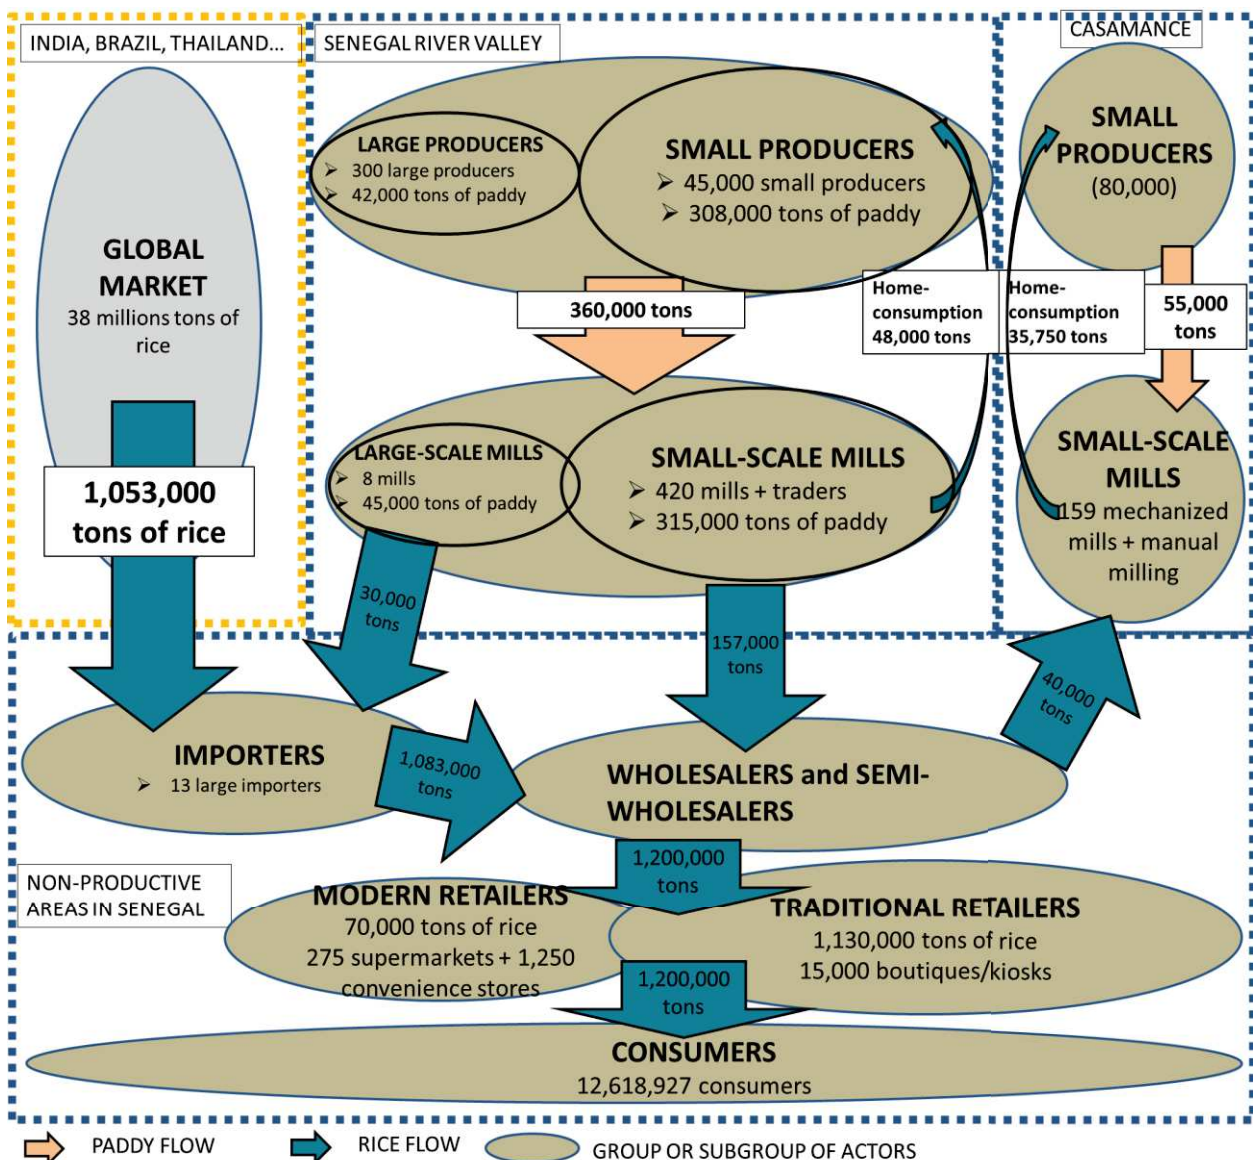 INDIA, BRAZIL, THAILAND...
GLOBAL
MARKET
38 millions tons of
rice
1,053,000
tons of rice
SENEGAL RIVER VALLEY
LARGE PRODUCERS
➢ 300 large producers
➢ 42,000 tons of paddy
SMALL PRODUCERS
➢ 45,000 small producers
➢ 308,000 tons of paddy
360,000 tons
Home-
consumption
48,000 tons
LARGE-SCALE MILLS
➢ 8 mills
➢ 45,000 tons of paddy
SMALL-SCALE MILLS
➢ 420 mills + traders
➢ 315,000 tons of paddy
30,000
tons
157,000
tons
CASAMANCE
SMALL
PRODUCERS
(80,000)
Home-
consumption
35,750 tons
55,000
tons
SMALL-SCALE
MILLS
159 mechanized
mills + manual
milling
40,000
tons
IMPORTERS
➢ 13 large importers
1,083,000
tons
WHOLESALERS and SEMI-
WHOLESALERS
1,200,000
tons
NON-PRODUCTIVE
AREAS IN SENEGAL
MODERN RETAILERS
70,000 tons of rice
275 supermarkets + 1,250
convenience stores
TRADITIONAL RETAILERS
1,130,000 tons of rice
15,000 boutiques/kiosks
1,200,000
tons
CONSUMERS
12,618,927 consumers
PADDY FLOW
RICE FLOW
GROUP OR SUBGROUP OF ACTORS